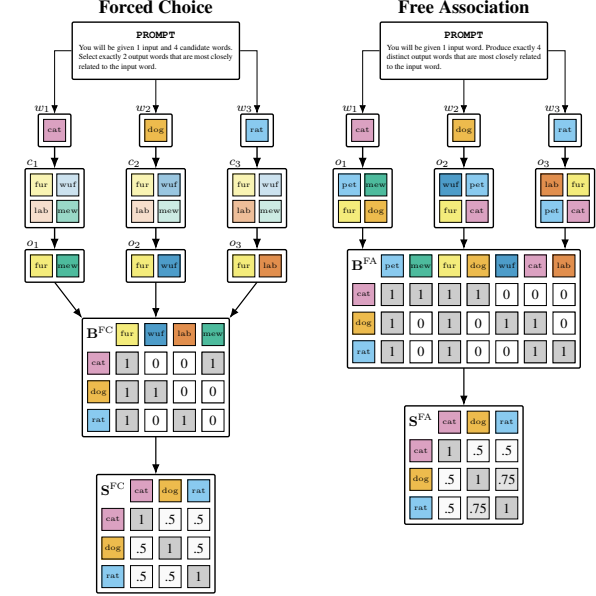 Forced Choice
PROMPT
You will be given 1 input and 4 candidate words.
Select exactly 2 output words that are most closely
related to the input word.
w1 w2 w3
cat dog rat
c1 c2 c3
fur wuf fur wuf fur wuf
lab mew lab mew lab mew
o1 o2 o3
fur mew fur wuf fur lab
B^FC fur wuf lab mew
cat 1 0 0 1
dog 1 1 0 0
rat 1 0 1 0
S^FC cat dog rat
cat 1 .5 .5
dog .5 1 .5
rat .5 .5 1
Free Association
PROMPT
You will be given 1 input word. Produce exactly 4
distinct output words that are most closely related
to the input word.
w1 w2 w3
cat dog rat
o1 o2 o3
pet mew wuf pet lab fur
fur dog fur cat pet cat
B^FA pet mew fur dog wuf cat lab
cat 1 1 1 1 0 0 0
dog 1 0 1 0 1 1 0
rat 1 0 1 0 0 1 1
S^FA cat dog rat
cat 1 .5 .5
dog .5 1 .75
rat .5 .75 1